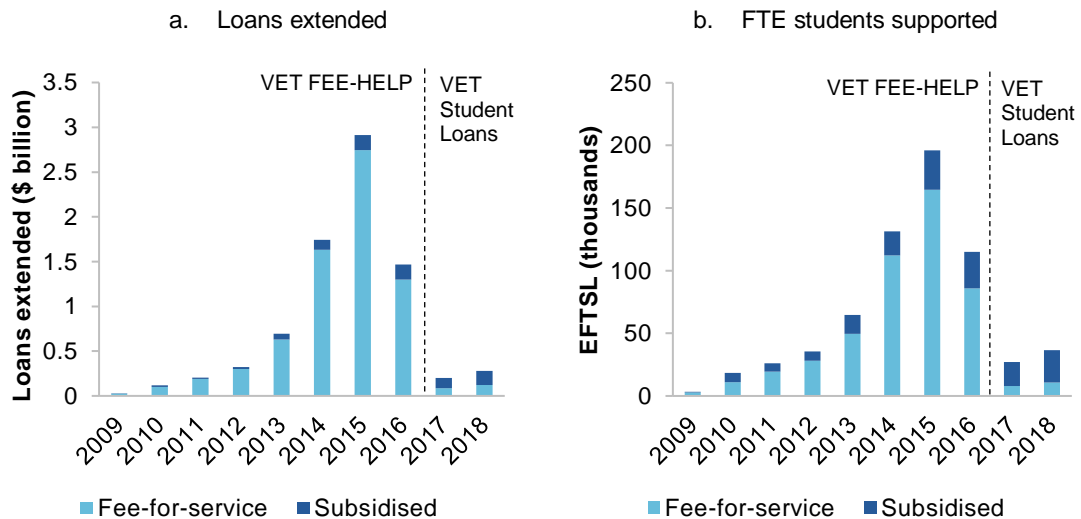 a. Loans extended
VET FEE-HELP
VET
Student
Loans
Loans extended ($ billion)
3.5
3
2.5
2
1.5
1
0.5
0
2009
2010
2011
2012
2013
2014
2015
2016
2017
2018
Fee-for-service
Subsidised
b. FTE students supported
VET FEE-HELP
VET
Student
Loans
EFTSL (thousands)
250
200
150
100
50
0
2009
2010
2011
2012
2013
2014
2015
2016
2017
2018
Fee-for-service
Subsidised